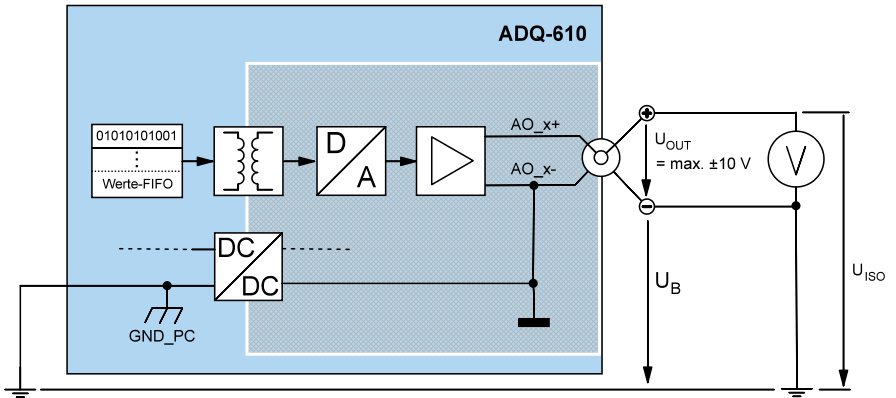 ADQ-610
01010101001
Werte-FIFO
D
A
AO_x+
AO_x-
UOUT
= max. ±10 V
V
DC
DC
GND_PC
UB
UISO